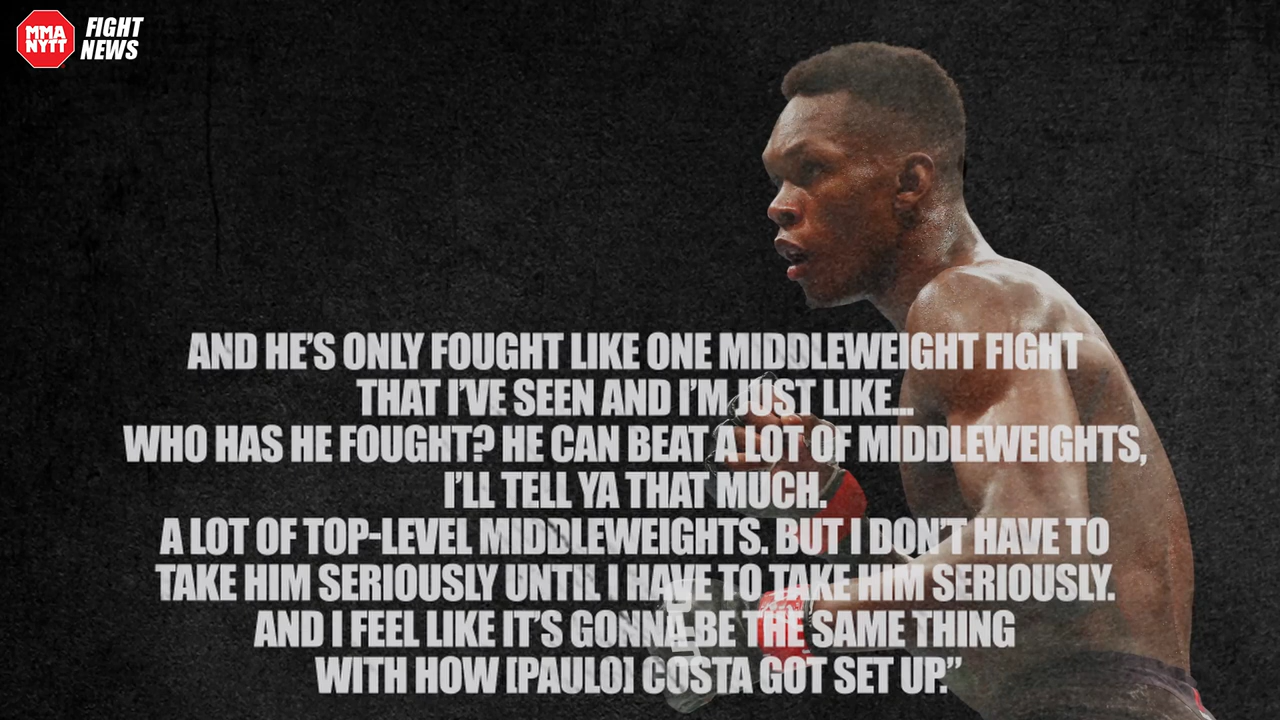 MMA
NYTT
FIGHT
NEWS
AND HE'S ONLY FOUGHT LIKE ONE MIDDLEWEIGHT FIGHT
THAT I'VE SEEN AND I'M JUST LIKE...
WHO HAS HE FOUGHT? HE CAN BEAT A LOT OF MIDDLEWEIGHTS,
I'LL TELL YA THAT MUCH.
A LOT OF TOP-LEVEL MIDDLEWEIGHTS. BUT I DON'T HAVE TO
TAKE HIM SERIOUSLY UNTIL I HAVE TO TAKE HIM SERIOUSLY.
AND I FEEL LIKE IT'S GONNA BE THE SAME THING
WITH HOW [PAULO] COSTA GOT SET UP.”